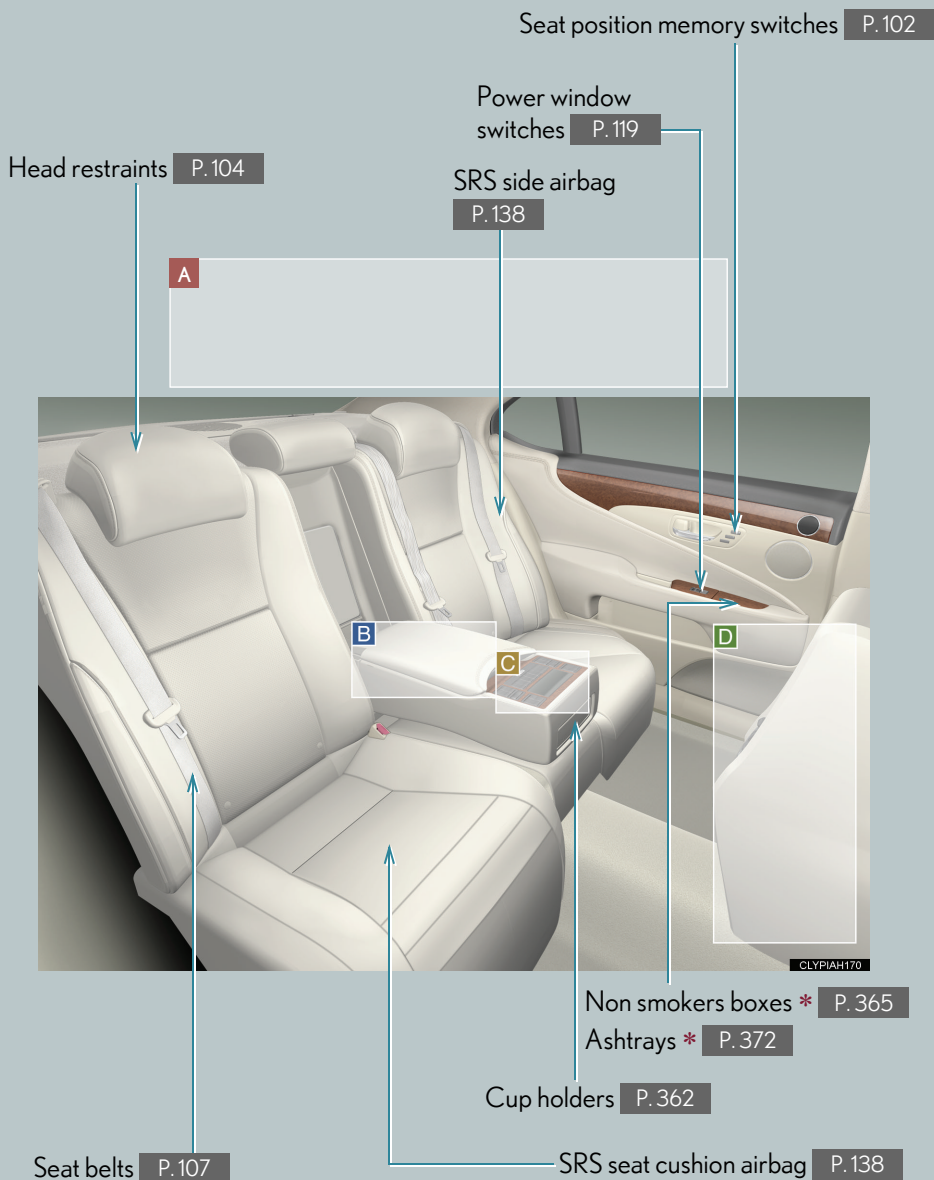 Seat position memory switches P.102
Power window
switches P.119
Head restraints P.104
SRS side airbag
P.138
A
B
C
D
CLYPIAH170
Non smokers boxes * P.365
Ashtrays * P.372
Cup holders P.362
Seat belts P.107
SRS seat cushion airbag P.138